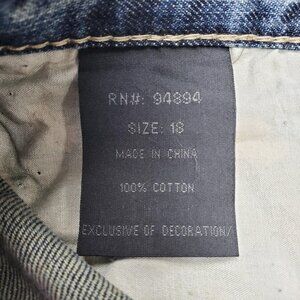 RN#: 94894
SIZE: 18
MADE IN CHINA
100% COTTON
EXCLUSIVE OF DECORATION/